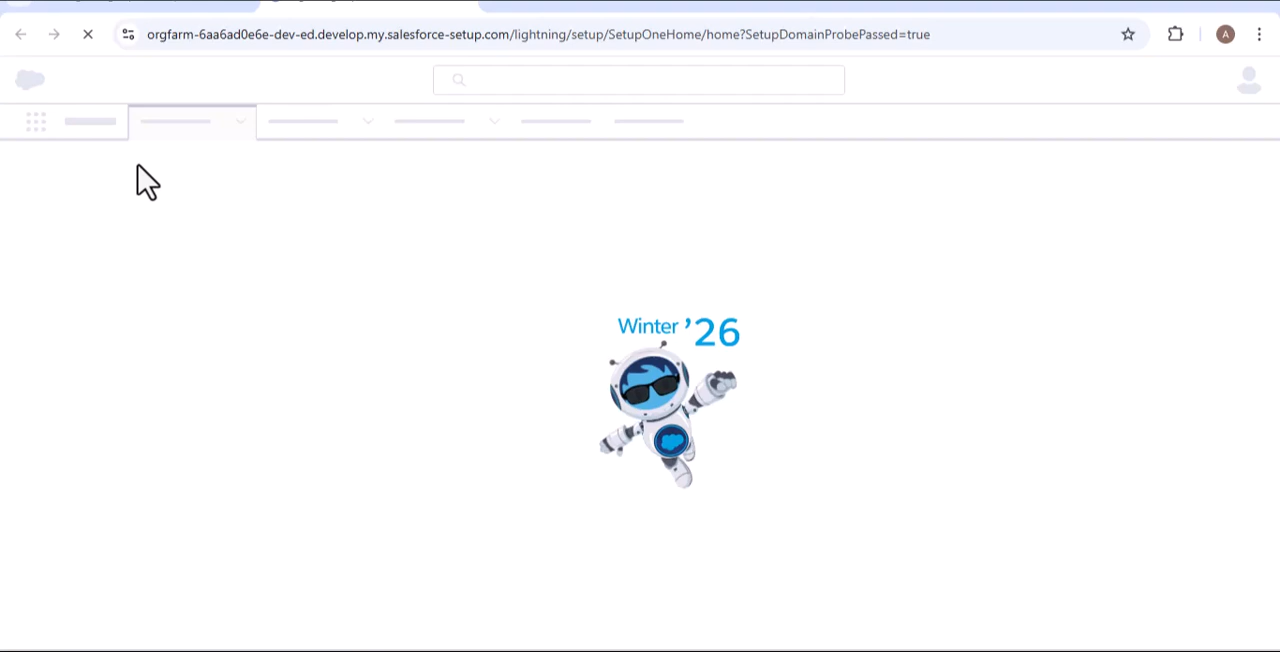 orgfarm-6aa6ad0e6e-dev-ed.develop.my.salesforce-setup.com/lightning/setup/SetupOneHome/home?SetupDomainProbePassed=true
A
Winter ’26